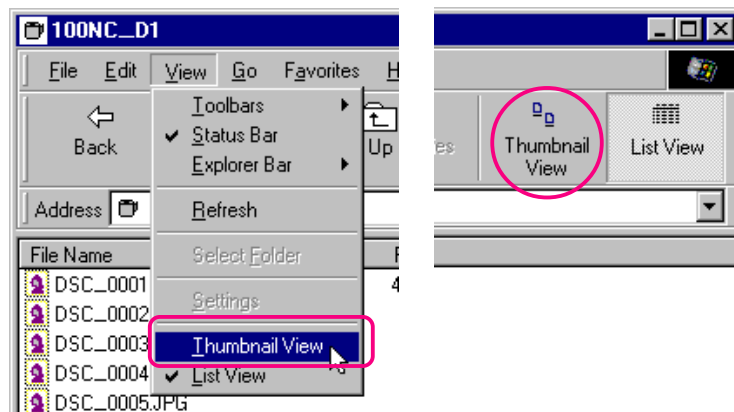 100NC_D1
File Edit View Go Favorites
Back
Up
Address
Toolbars
Status Bar
Explorer Bar
Refresh
Select Folder
Settings
Thumbnail View
List View
File Name
DSC_0001
DSC_0002
DSC_0003
DSC_0004
DSC_0005.JPG
Thumbnail
View
List View